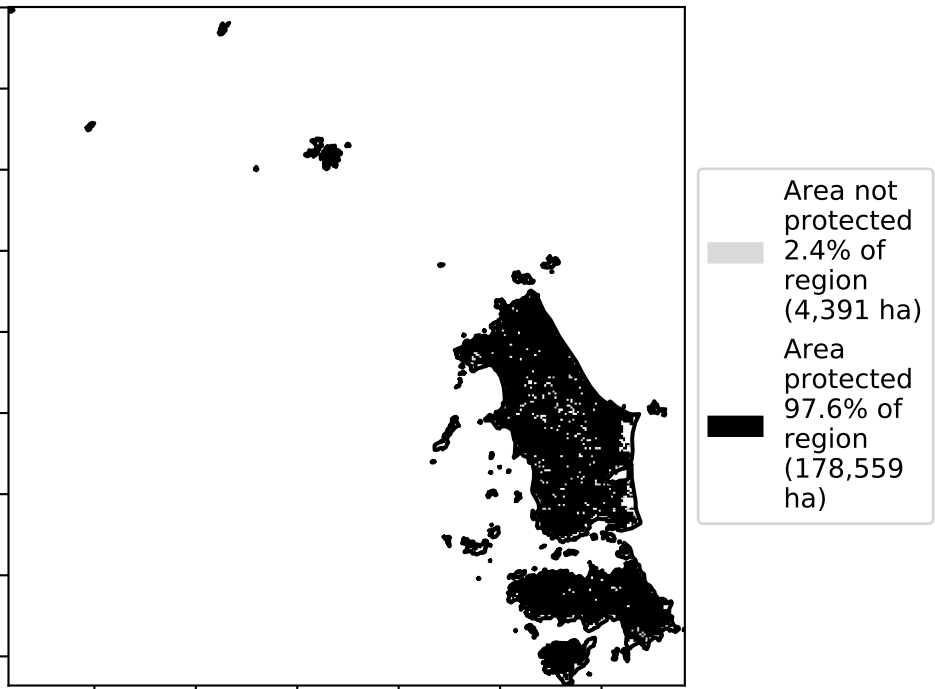 Area not
protected
2.4% of
region
(4,391 ha)
Area
protected
97.6% of
region
(178,559
ha)